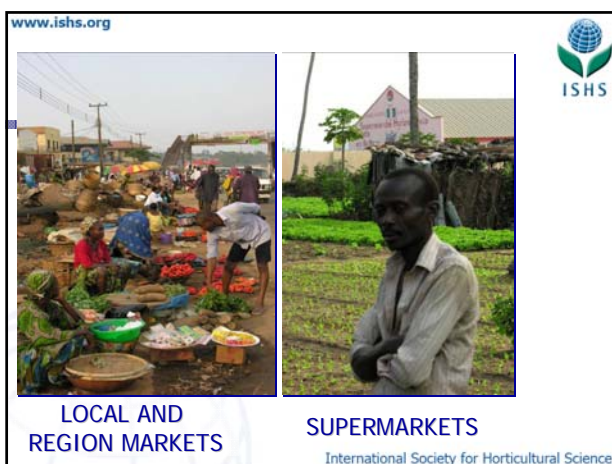 www.ishs.org
ISHS
LOCAL AND
REGION MARKETS
SUPERMARKETS
International Society for Horticultural Science